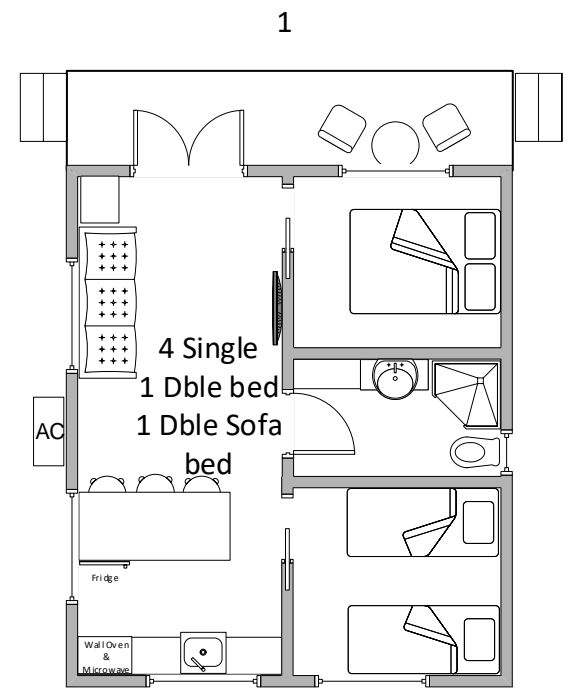 1
4 Single
1 Dble bed
1 Dble Sofa
bed
AC
Fridge
Wall Oven
&
Microwave